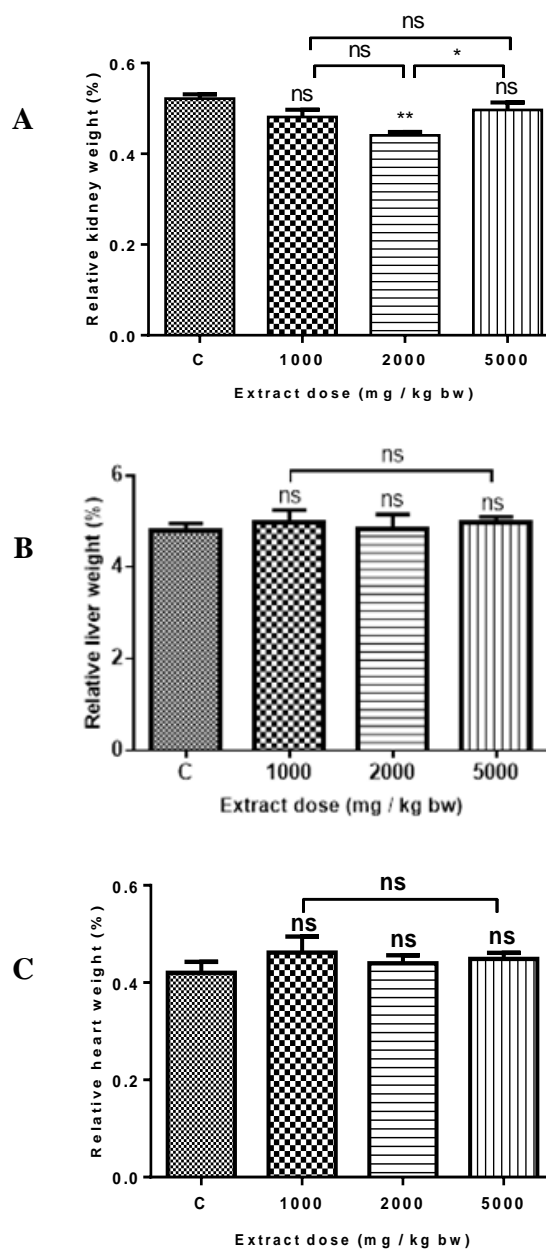 ns
ns
*
0.6
A
ns
**
ns
0.4
0.2
0.0
Relative kidney weight (%)
C 1000 2000 5000
Extract dose (mg / kg bw)
ns
6
B
ns ns ns
4
2
0
Relative liver weight (%)
C 1000 2000 5000
Extract dose (mg / kg bw)
ns
0.6
C
ns ns ns
0.4
0.2
0.0
Relative heart weight (%)
C 1000 2000 5000
Extract dose (mg / kg bw)